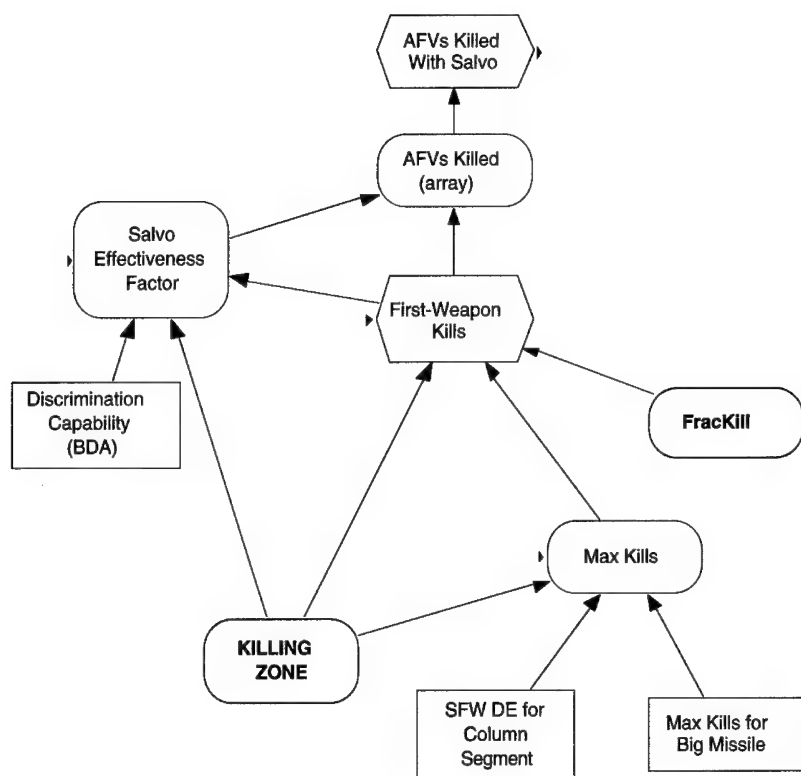 AFVs Killed
With Salvo
AFVs Killed
(array)
Salvo
Effectiveness
Factor
First-Weapon
Kills
Discrimination
Capability
(BDA)
FracKill
Max Kills
KILLING
ZONE
SFW DE for
Column
Segment
Max Kills for
Big Missile